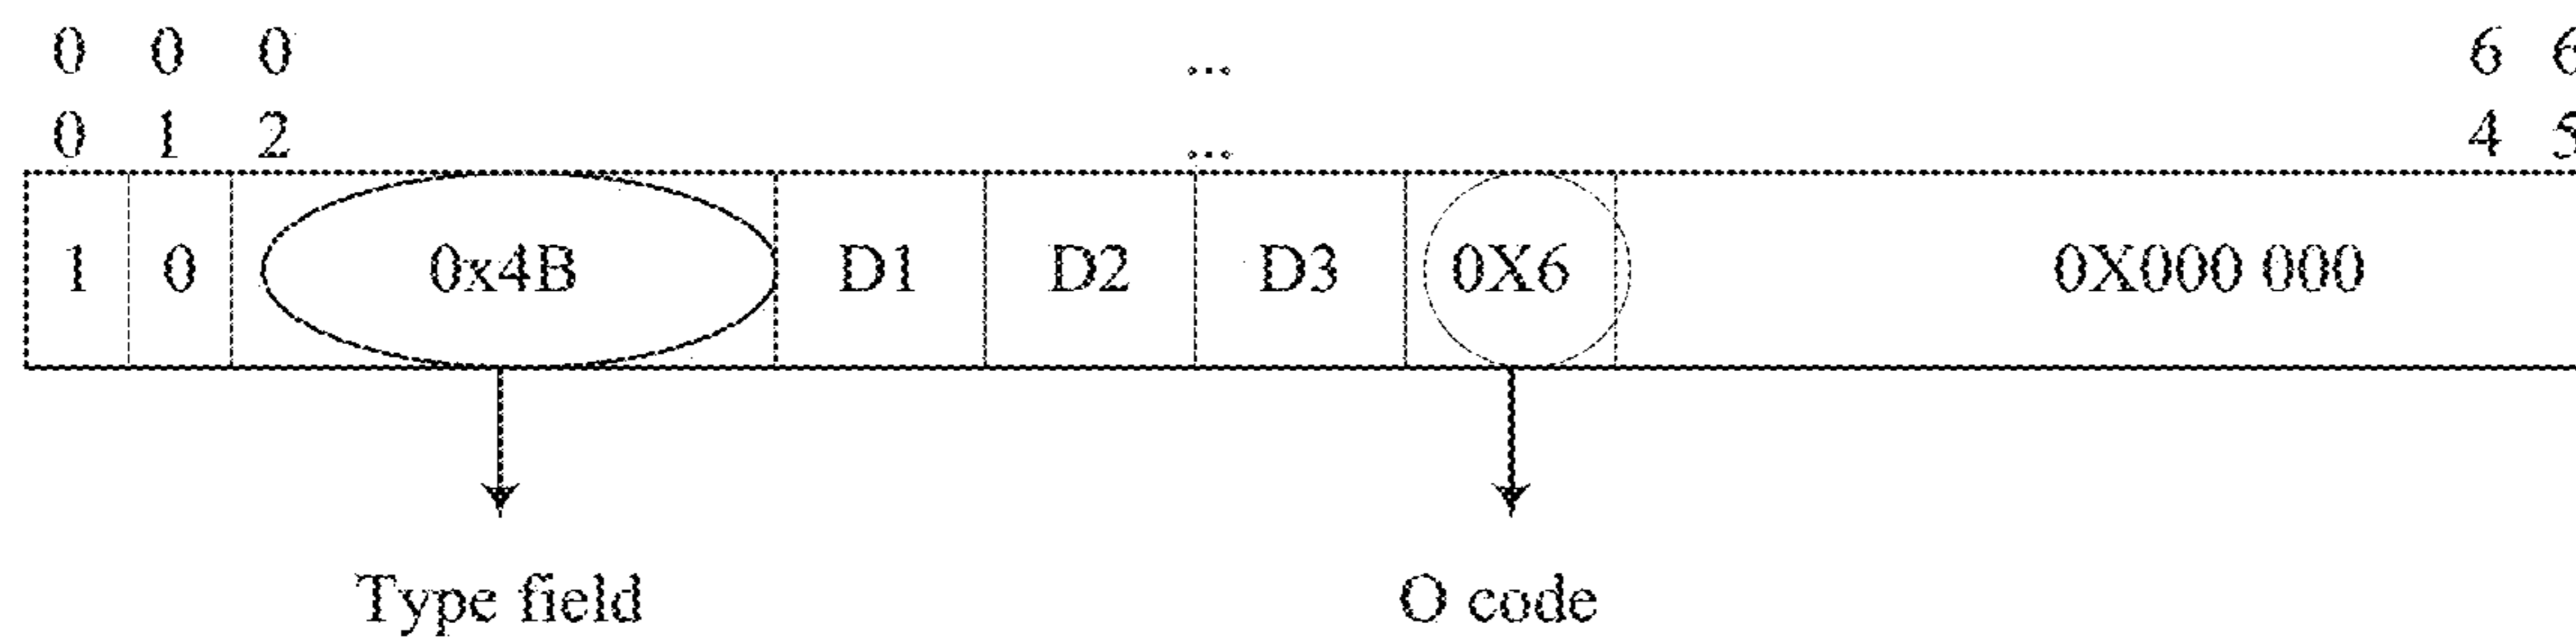 0 0 0 ... 6 6
0 1 2 ... 4 5
1 0 0x4B D1 D2 D3 0X6 0X000 000
Type field O code